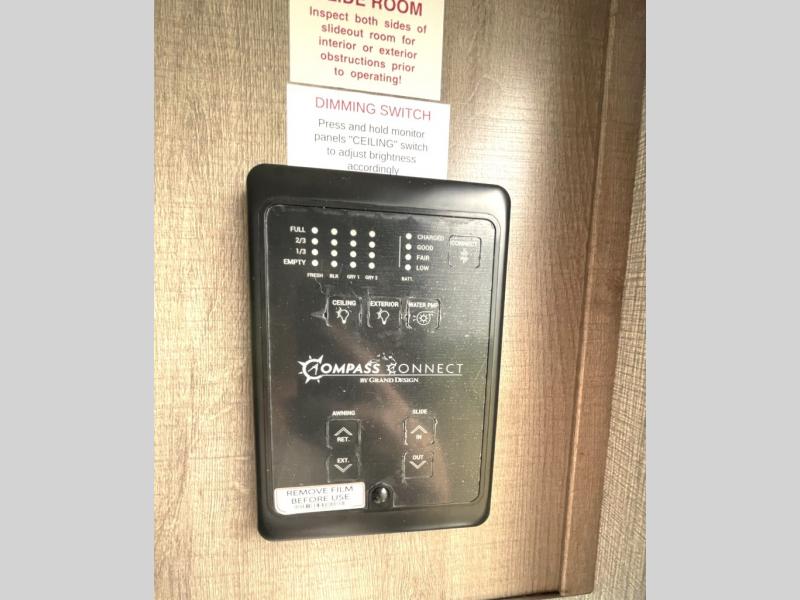 SLIDE ROOM
Inspect both sides of
slideout room for
interior or exterior
obstructions prior
to operating!
DIMMING SWITCH
Press and hold monitor
panels "CEILING" switch
to adjust brightness
accordingly
FULL
2/3
1/3
EMPTY
FRESH BLK GRY 1 GRY 2
CHARGED
GOOD
FAIR
LOW
BATT.
CONNECT
CEILING EXTERIOR WATER PMP
COMPASS CONNECT
BY GRAND DESIGN
AWNING SLIDE
RET. IN
EXT. OUT
REMOVE FILM
BEFORE USE